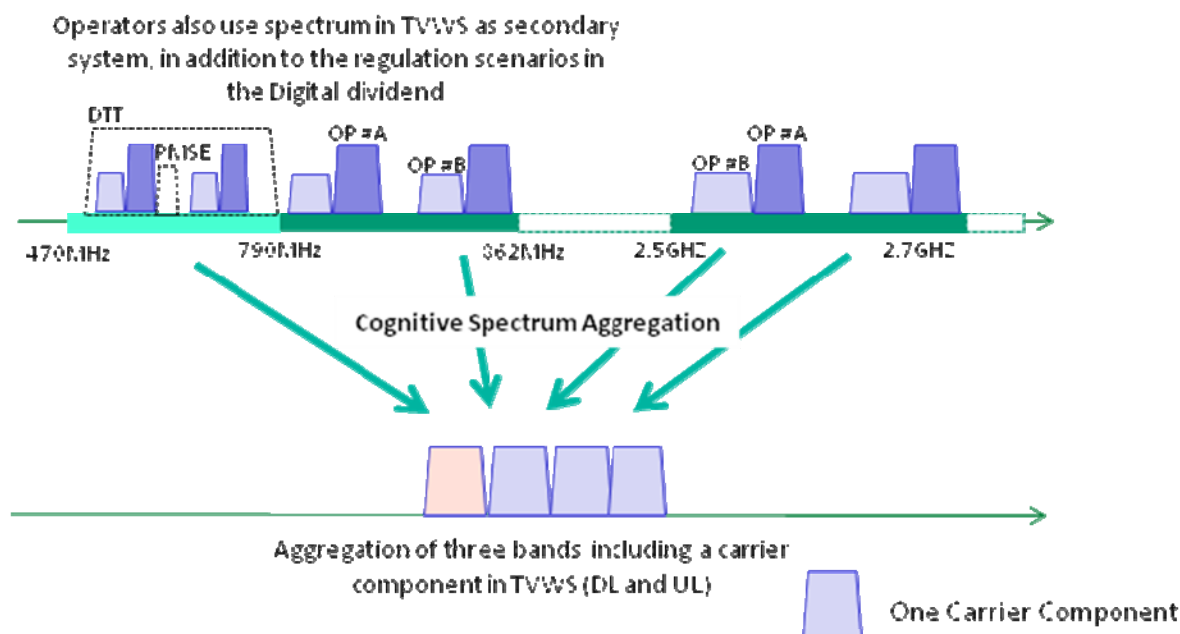 Operators also use spectrum in TVWS as secondary
system, in addition to the regulation scenarios in
the Digital dividend
DTT
PMSE
OP #A
OP #B
OP #A
OP #B
470MHz
790MHz
862MHz
2.5GHz
2.7GHz
Cognitive Spectrum Aggregation
Aggregation of three bands including a carrier
component in TVWS (DL and UL)
One Carrier Component